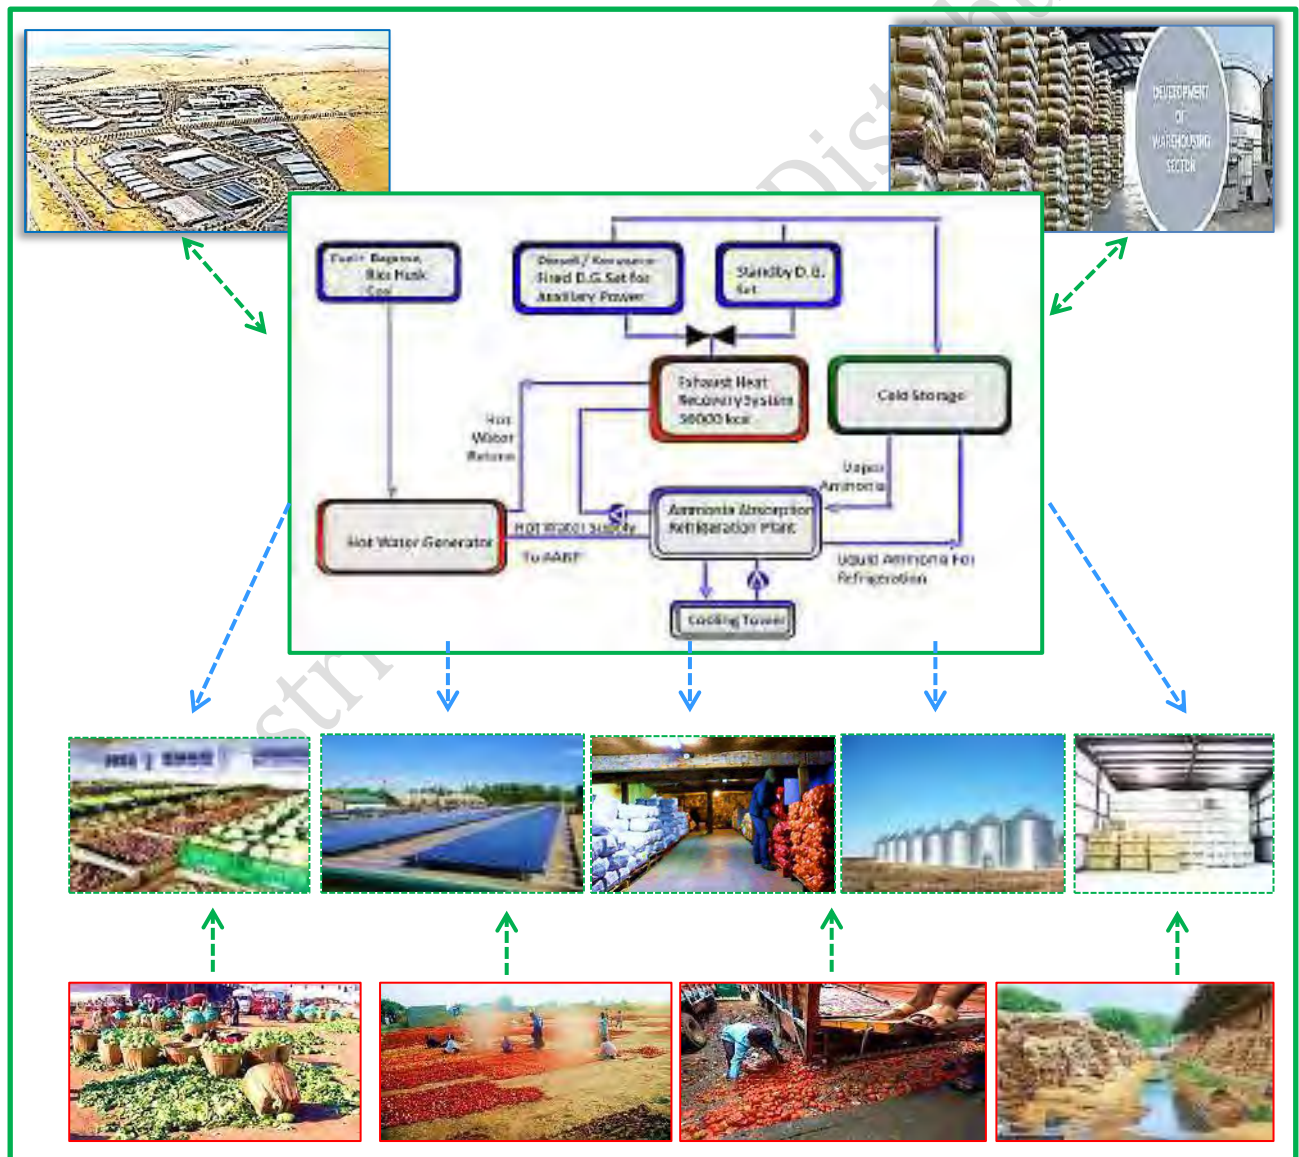 DEVELOPMENT
OF
WAREHOUSING
SECTOR
Fuel: Bagasse,
Rice Husk
Coal
Diesel / Kerosene
Fired D.G. Set for
Auxiliary Power
Standby D.G.
Set
Exhaust Heat
Recovery System
kcal
Cold Storage
Hot
Water
Return
Vapor
Ammonia
Ammonia Absorption
Refrigeration Plant
Hot Water Supply
To AARP
Hot Water Generator
Liquid Ammonia For
Refrigeration
Cooling Tower